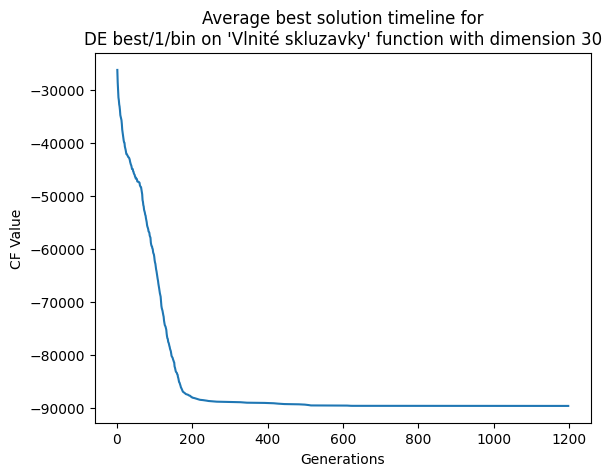 Average best solution timeline for
DE best/1/bin on 'Vlnité skluzavky' function with dimension 30
CF Value
−30000
−40000
−50000
−60000
−70000
−80000
−90000
0 200 400 600 800 1000 1200
Generations